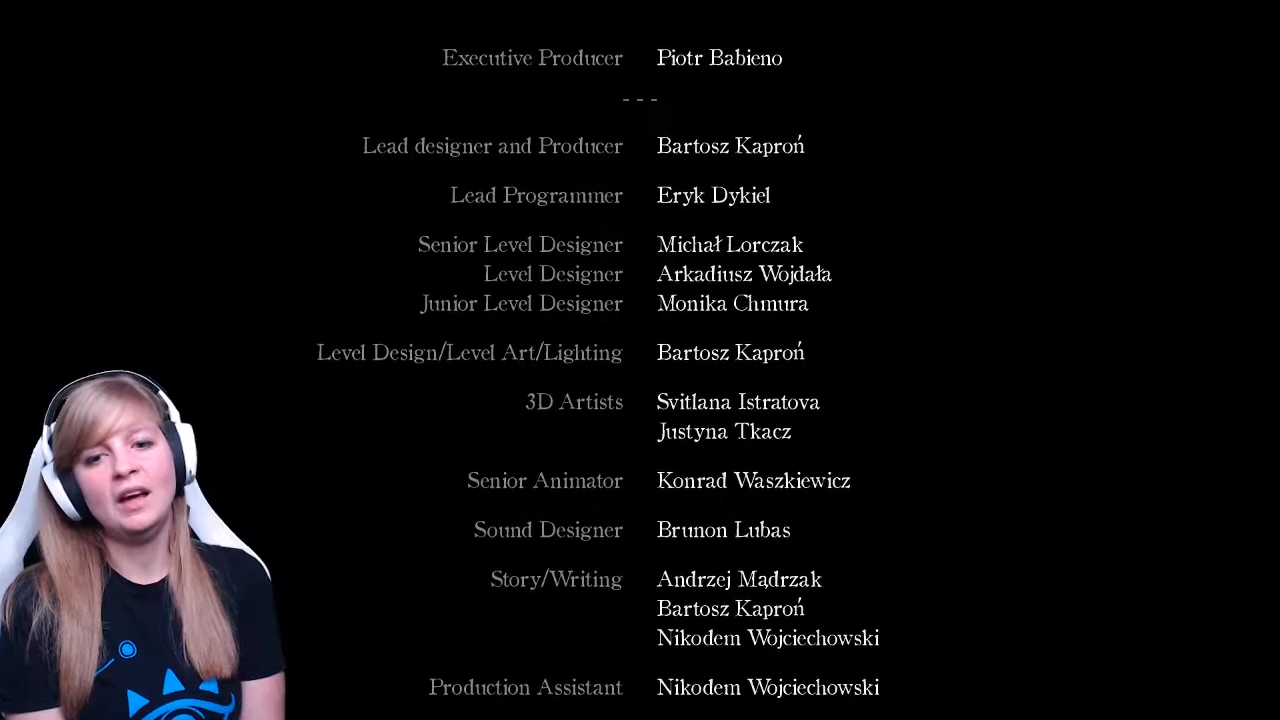 Executive Producer Piotr Babieno
- - -
Lead designer and Producer Bartosz Kaproń
Lead Programmer Eryk Dykiel
Senior Level Designer Michał Lorczak
Level Designer Arkadiusz Wojdała
Junior Level Designer Monika Chmura
Level Design/Level Art/Lighting Bartosz Kaproń
3D Artists Svitlana Istratova
Justyna Tkacz
Senior Animator Konrad Waszkiewicz
Sound Designer Brunon Lubas
Story/Writing Andrzej Mądrzak
Bartosz Kaproń
Nikodem Wojciechowski
Production Assistant Nikodem Wojciechowski